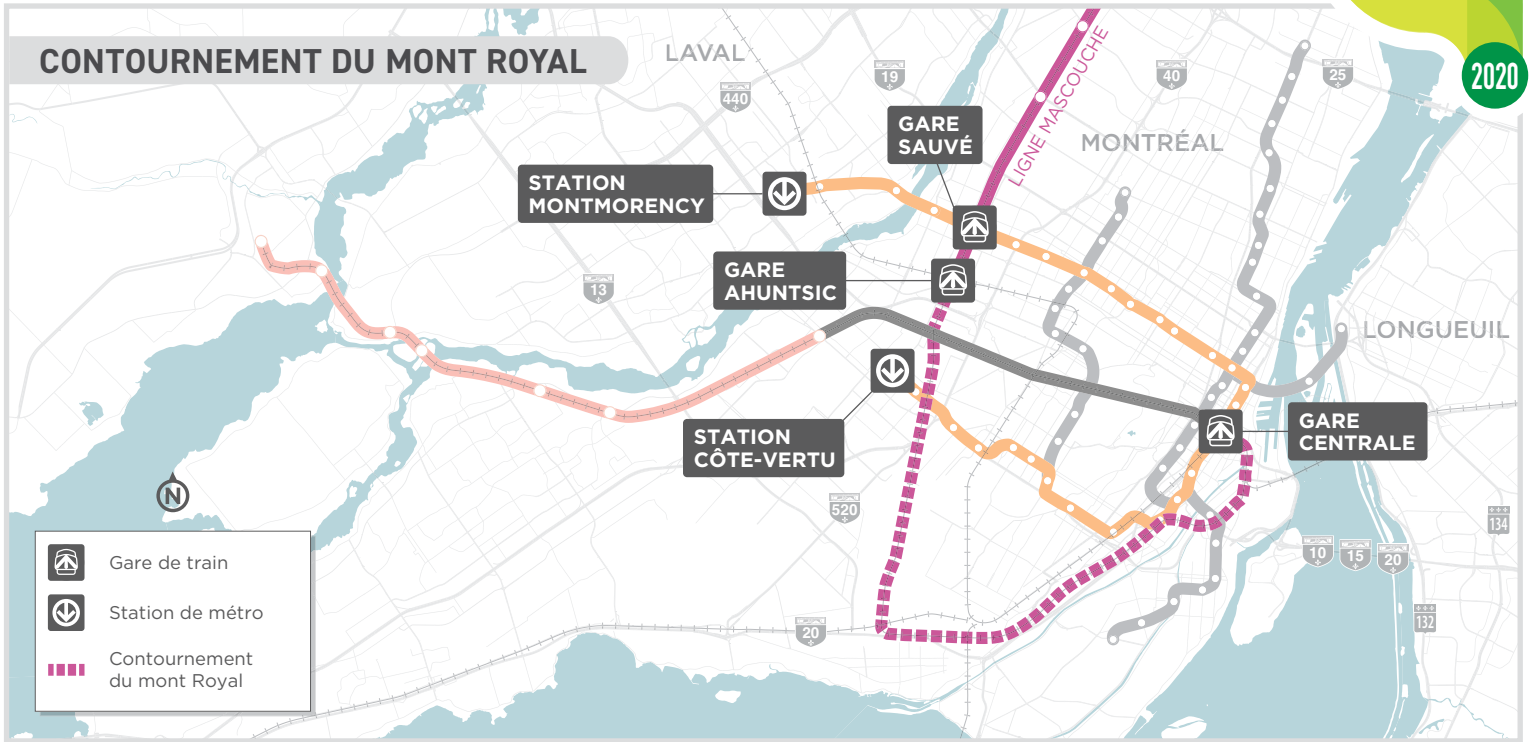 CONTOURNEMENT DU MONT ROYAL
2020
LAVAL
440
19
40
25
LIGNE MASCOUCHE
GARE
SAUVÉ
MONTRÉAL
STATION
MONTMORENCY
GARE
AHUNTSIC
13
LONGUEUIL
STATION
CÔTE-VERTU
GARE
CENTRALE
N
520
134
10
15
20
132
20
Gare de train
Station de métro
Contournement
du mont Royal